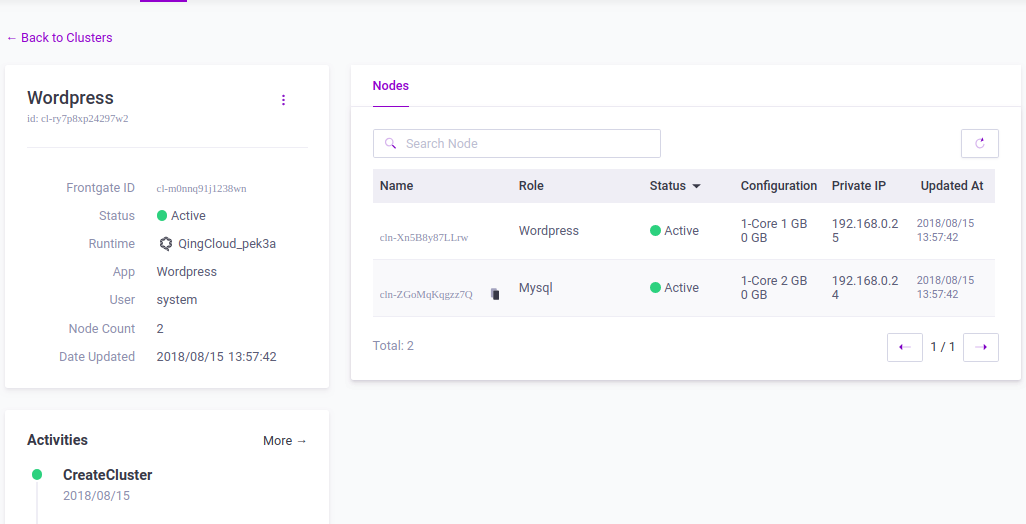 ← Back to Clusters
Wordpress
id: cl-ry7p8xp24297w2
Frontgate ID cl-m0nnq91j1238wn
Status Active
Runtime QingCloud_pek3a
App Wordpress
User system
Node Count 2
Date Updated 2018/08/15 13:57:42
Activities More →
CreateCluster
2018/08/15
Nodes
Search Node
Name Role Status Configuration Private IP Updated At
cln-Xn5B8y87LLrw Wordpress Active 1-Core 1 GB 192.168.0.2 2018/08/15
0 GB 5 13:57:42
cln-ZGoMqKqgzz7Q Mysql Active 1-Core 2 GB 192.168.0.2 2018/08/15
0 GB 4 13:57:42
Total: 2 ← 1 / 1 →